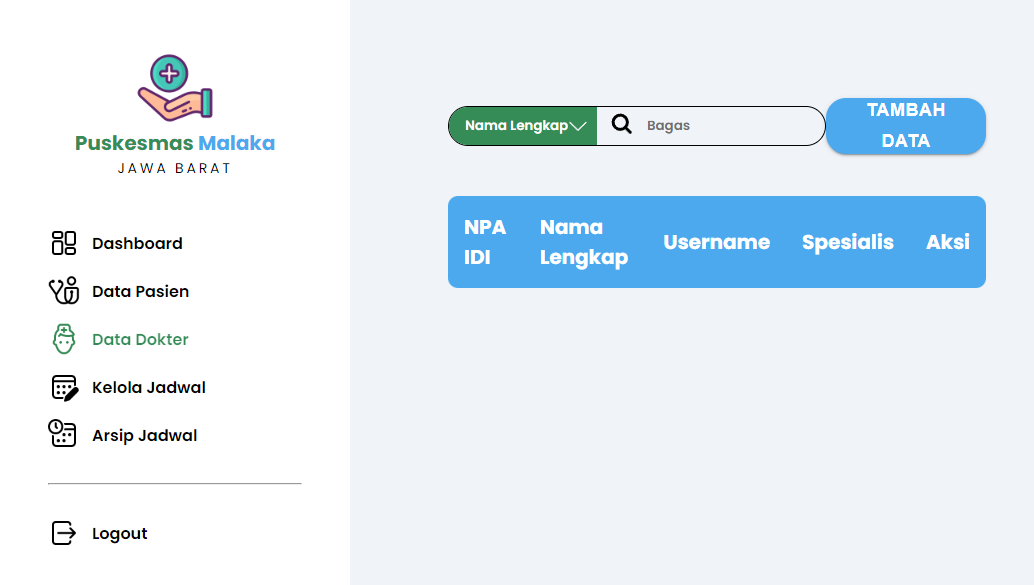 Puskesmas Malaka
JAWA BARAT
Dashboard
Data Pasien
Data Dokter
Kelola Jadwal
Arsip Jadwal
Logout
Nama Lengkap
Bagas
TAMBAH
DATA
NPA
IDI
Nama
Lengkap
Username
Spesialis
Aksi